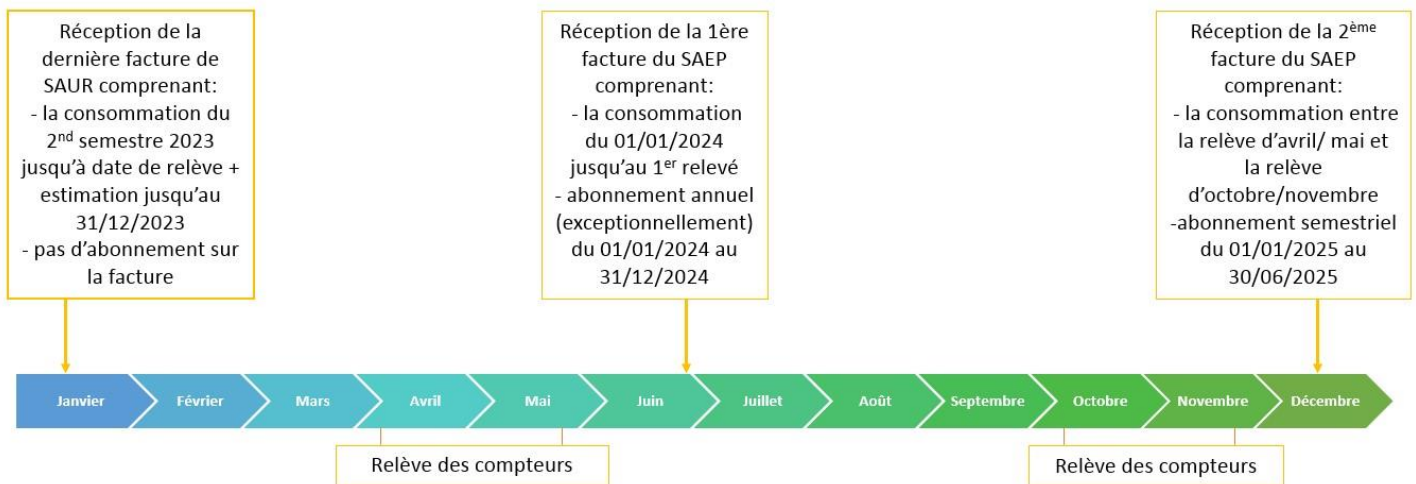 Réception de la
dernière facture de
SAUR comprenant:
- la consommation du
2nd semestre 2023
jusqu'à date de relève +
estimation jusqu'au
31/12/2023
- pas d'abonnement sur
la facture
Réception de la 1ère
facture du SAEP
comprenant:
- la consommation
du 01/01/2024
jusqu'au 1er relevé
- abonnement annuel
(exceptionnellement)
du 01/01/2024 au
31/12/2024
Réception de la 2ème
facture du SAEP
comprenant:
- la consommation entre
la relève d'avril/ mai et
la relève
d'octobre/novembre
-abonnement semestriel
du 01/01/2025 au
30/06/2025
Janvier
Février
Mars
Avril
Mai
Juin
Juillet
Août
Septembre
Octobre
Novembre
Décembre
Relève des compteurs
Relève des compteurs